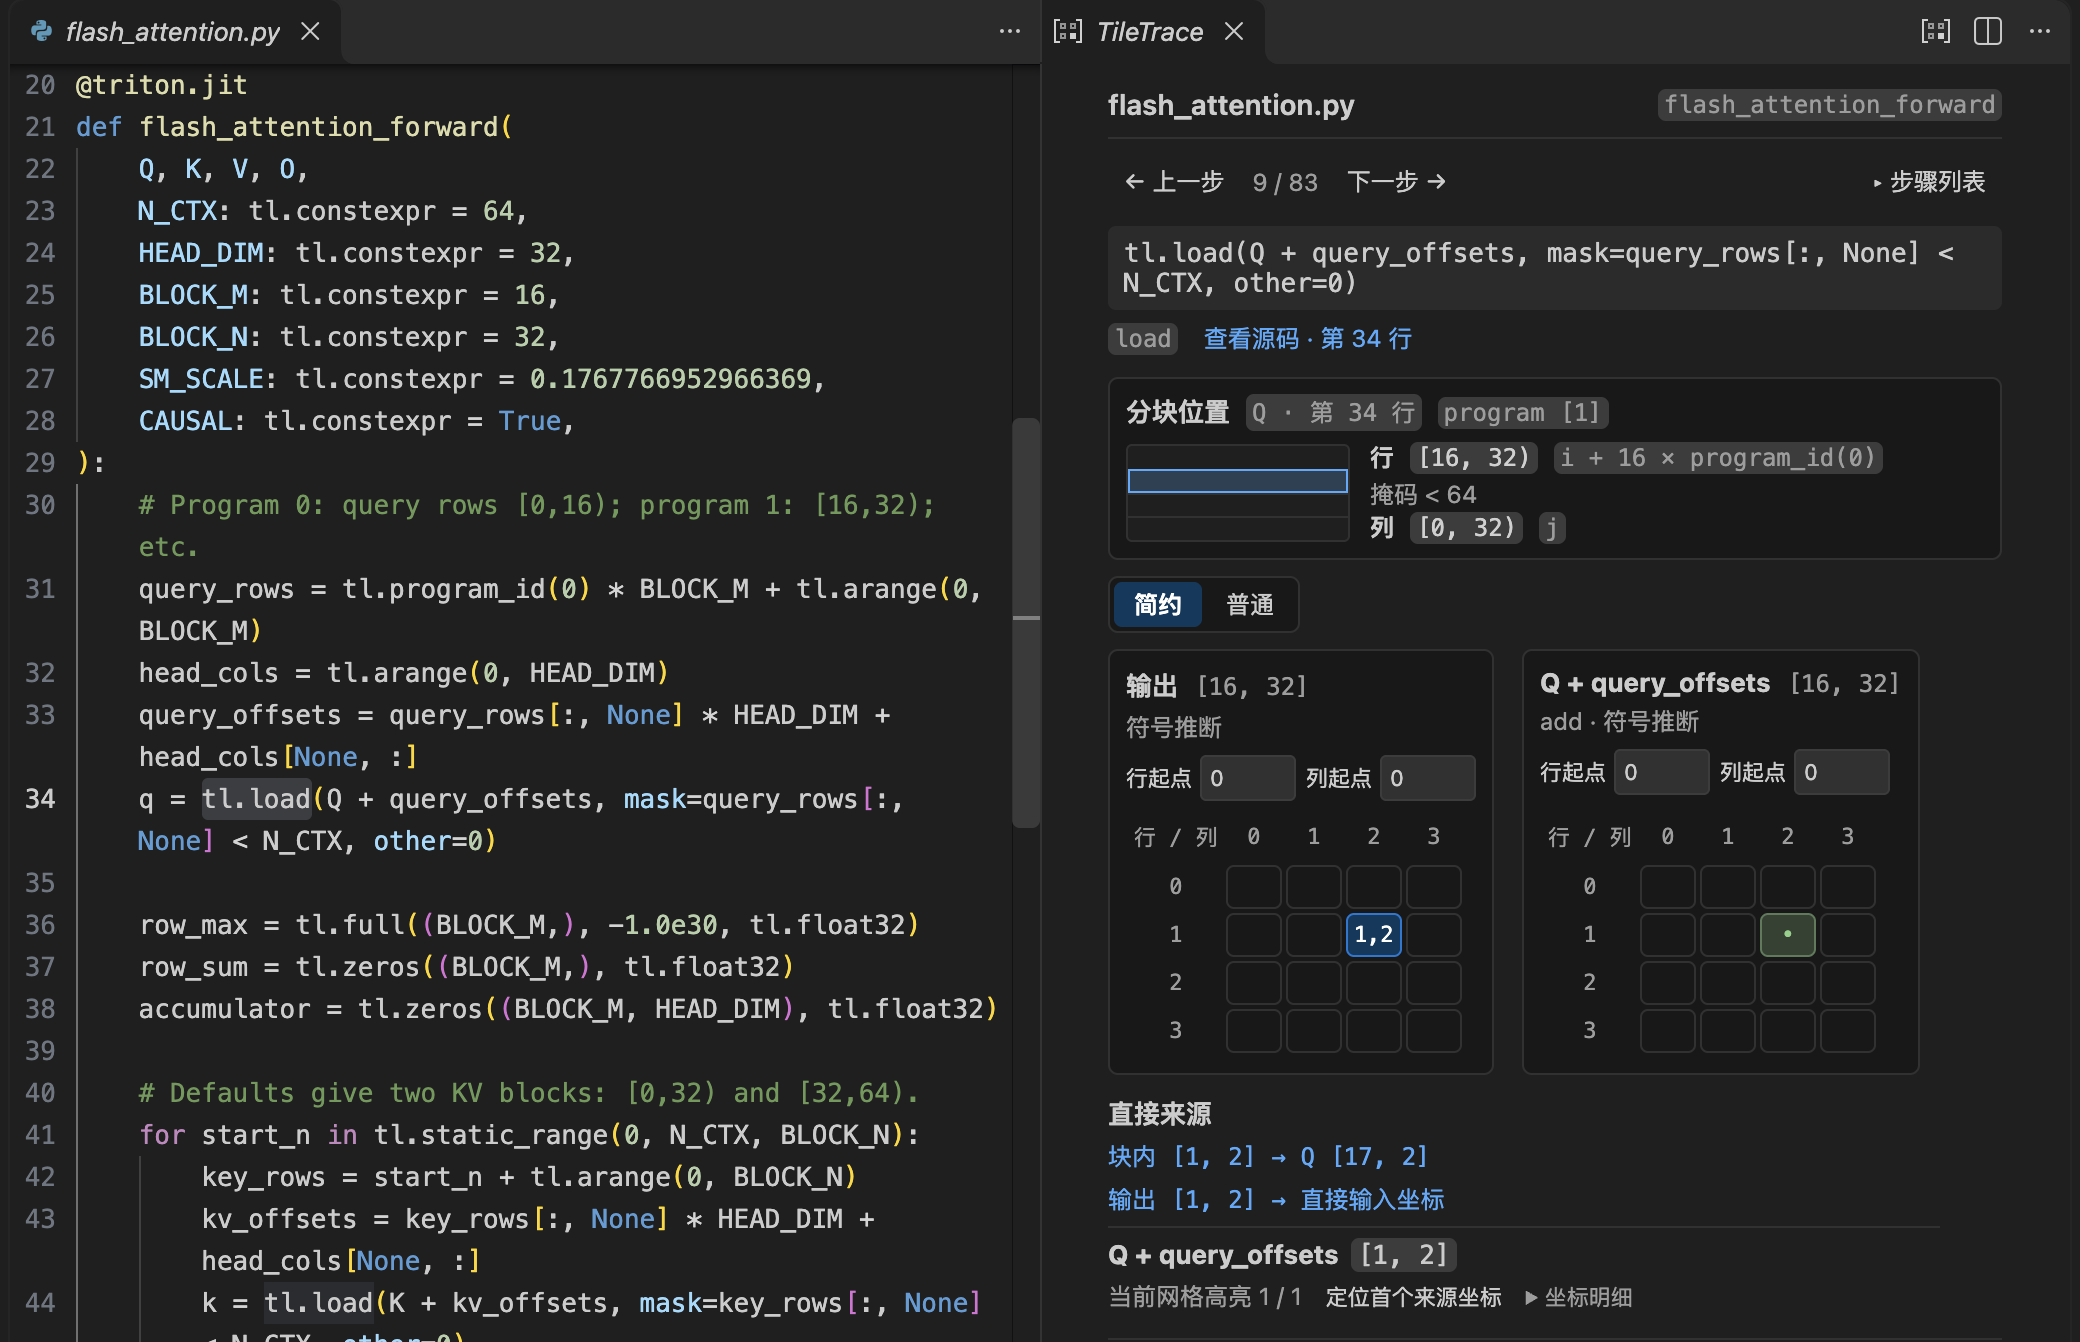 flash_attention.py
20 @triton.jit
21 def flash_attention_forward(
22 Q, K, V, O,
23 N_CTX: tl.constexpr = 64,
24 HEAD_DIM: tl.constexpr = 32,
25 BLOCK_M: tl.constexpr = 16,
26 BLOCK_N: tl.constexpr = 32,
27 SM_SCALE: tl.constexpr = 0.1767766952966369,
28 CAUSAL: tl.constexpr = True,
29 ):
30 # Program 0: query rows [0,16); program 1: [16,32);
etc.
31 query_rows = tl.program_id(0) * BLOCK_M + tl.arange(0,
BLOCK_M)
32 head_cols = tl.arange(0, HEAD_DIM)
33 query_offsets = query_rows[:, None] * HEAD_DIM +
head_cols[None, :]
34 q = tl.load(Q + query_offsets, mask=query_rows[:,
None] < N_CTX, other=0)
35
36 row_max = tl.full((BLOCK_M,), -1.0e30, tl.float32)
37 row_sum = tl.zeros((BLOCK_M,), tl.float32)
38 accumulator = tl.zeros((BLOCK_M, HEAD_DIM), tl.float32)
39
40 # Defaults give two KV blocks: [0,32) and [32,64).
41 for start_n in tl.static_range(0, N_CTX, BLOCK_N):
42 key_rows = start_n + tl.arange(0, BLOCK_N)
43 kv_offsets = key_rows[:, None] * HEAD_DIM +
head_cols[None, :]
44 k = tl.load(K + kv_offsets, mask=key_rows[:, None]
< N_CTX, other=0)
TileTrace
flash_attention.py flash_attention_forward
← 上一步 9 / 83 下一步 → ▸ 步骤列表
tl.load(Q + query_offsets, mask=query_rows[:, None] <
N_CTX, other=0)
load 查看源码 · 第 34 行
分块位置 Q · 第 34 行 program [1]
行 [16, 32) i + 16 × program_id(0)
掩码 < 64
列 [0, 32) j
简约 普通
输出 [16, 32]
符号推断
行起点 0 列起点 0
行 / 列 0 1 2 3
0
1 1,2
2
3
Q + query_offsets [16, 32]
add · 符号推断
行起点 0 列起点 0
行 / 列 0 1 2 3
0
1 •
2
3
直接来源
块内 [1, 2] → Q [17, 2]
输出 [1, 2] → 直接输入坐标
Q + query_offsets [1, 2]
当前网格高亮 1 / 1 定位首个来源坐标 ▶ 坐标明细